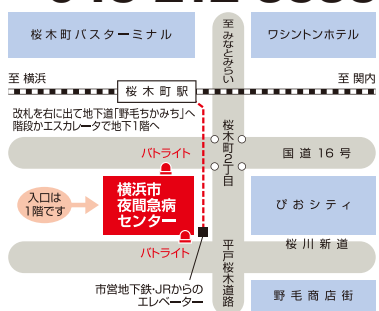 桜木町バスターミナル
至みなとみらい
ワシントンホテル
至 横浜
桜木町駅
至 関内
改札を右に出て地下道「野毛ちかみち」へ
階段かエスカレータで地下1階へ
桜木町2丁目
パトライト
国道16号
入口は
1階です
横浜市
夜間急病
センター
ぴおシティ
パトライト
桜川新道
平戸桜木道路
市営地下鉄・JRからの
エレベーター
野毛商店街